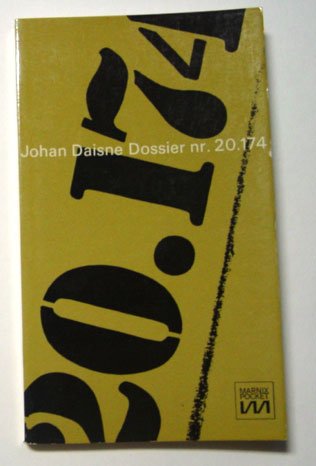 20.174
Johan Daisne Dossier nr. 20.174
MARNIX
POCKET